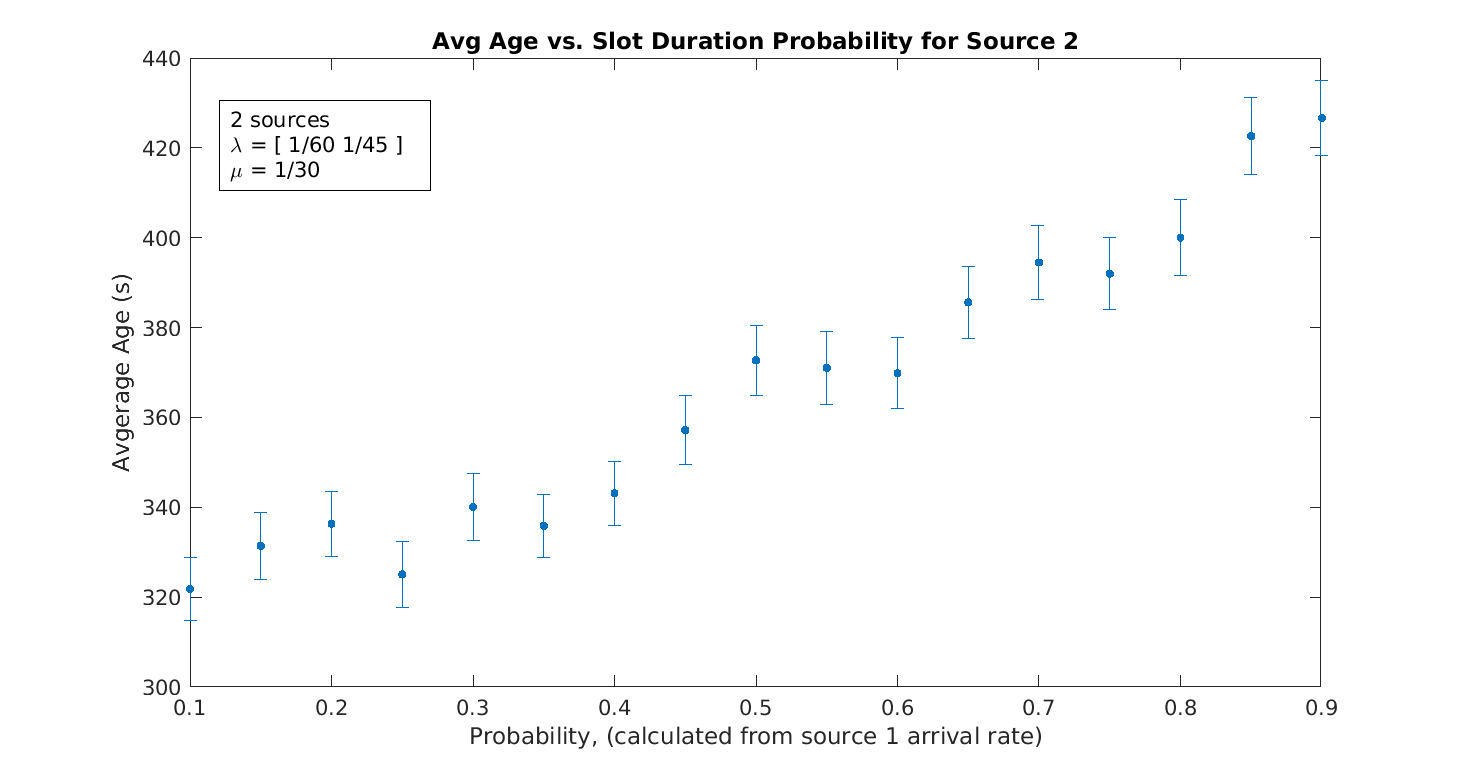 Avg Age vs. Slot Duration Probability for Source 2
440
420
400
380
360
340
320
300
2 sources
λ = [ 1/60 1/45 ]
μ = 1/30
Avgerage Age (s)
0.1 0.2 0.3 0.4 0.5 0.6 0.7 0.8 0.9
Probability, (calculated from source 1 arrival rate)